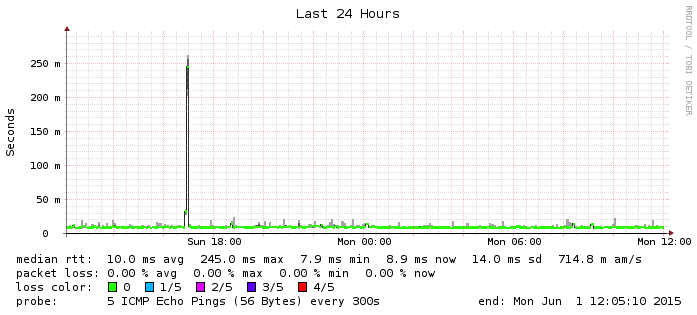 Last 24 Hours
RRDTOOL / TOBI OETIKER
Seconds
250 m
200 m
150 m
100 m
50 m
0
Sun 18:00 Mon 00:00 Mon 06:00 Mon 12:00
median rtt: 10.0 ms avg 245.0 ms max 7.9 ms min 8.9 ms now 14.0 ms sd 714.8 m am/s
packet loss: 0.00 % avg 0.00 % max 0.00 % min 0.00 % now
loss color: 0 1/5 2/5 3/5 4/5
probe: 5 ICMP Echo Pings (56 Bytes) every 300s end: Mon Jun 1 12:05:10 2015